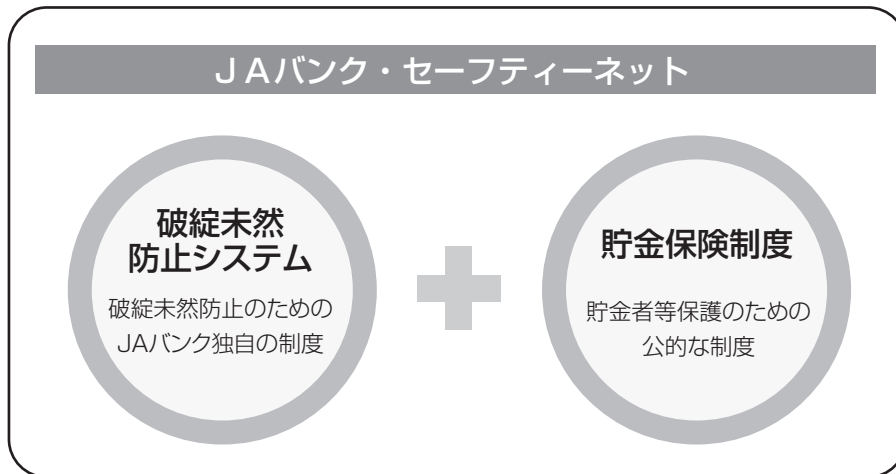 JAバンク・セーフティーネット
破綻未然
防止システム
破綻未然防止のための
JAバンク独自の制度
貯金保険制度
貯金者等保護のための
公的な制度